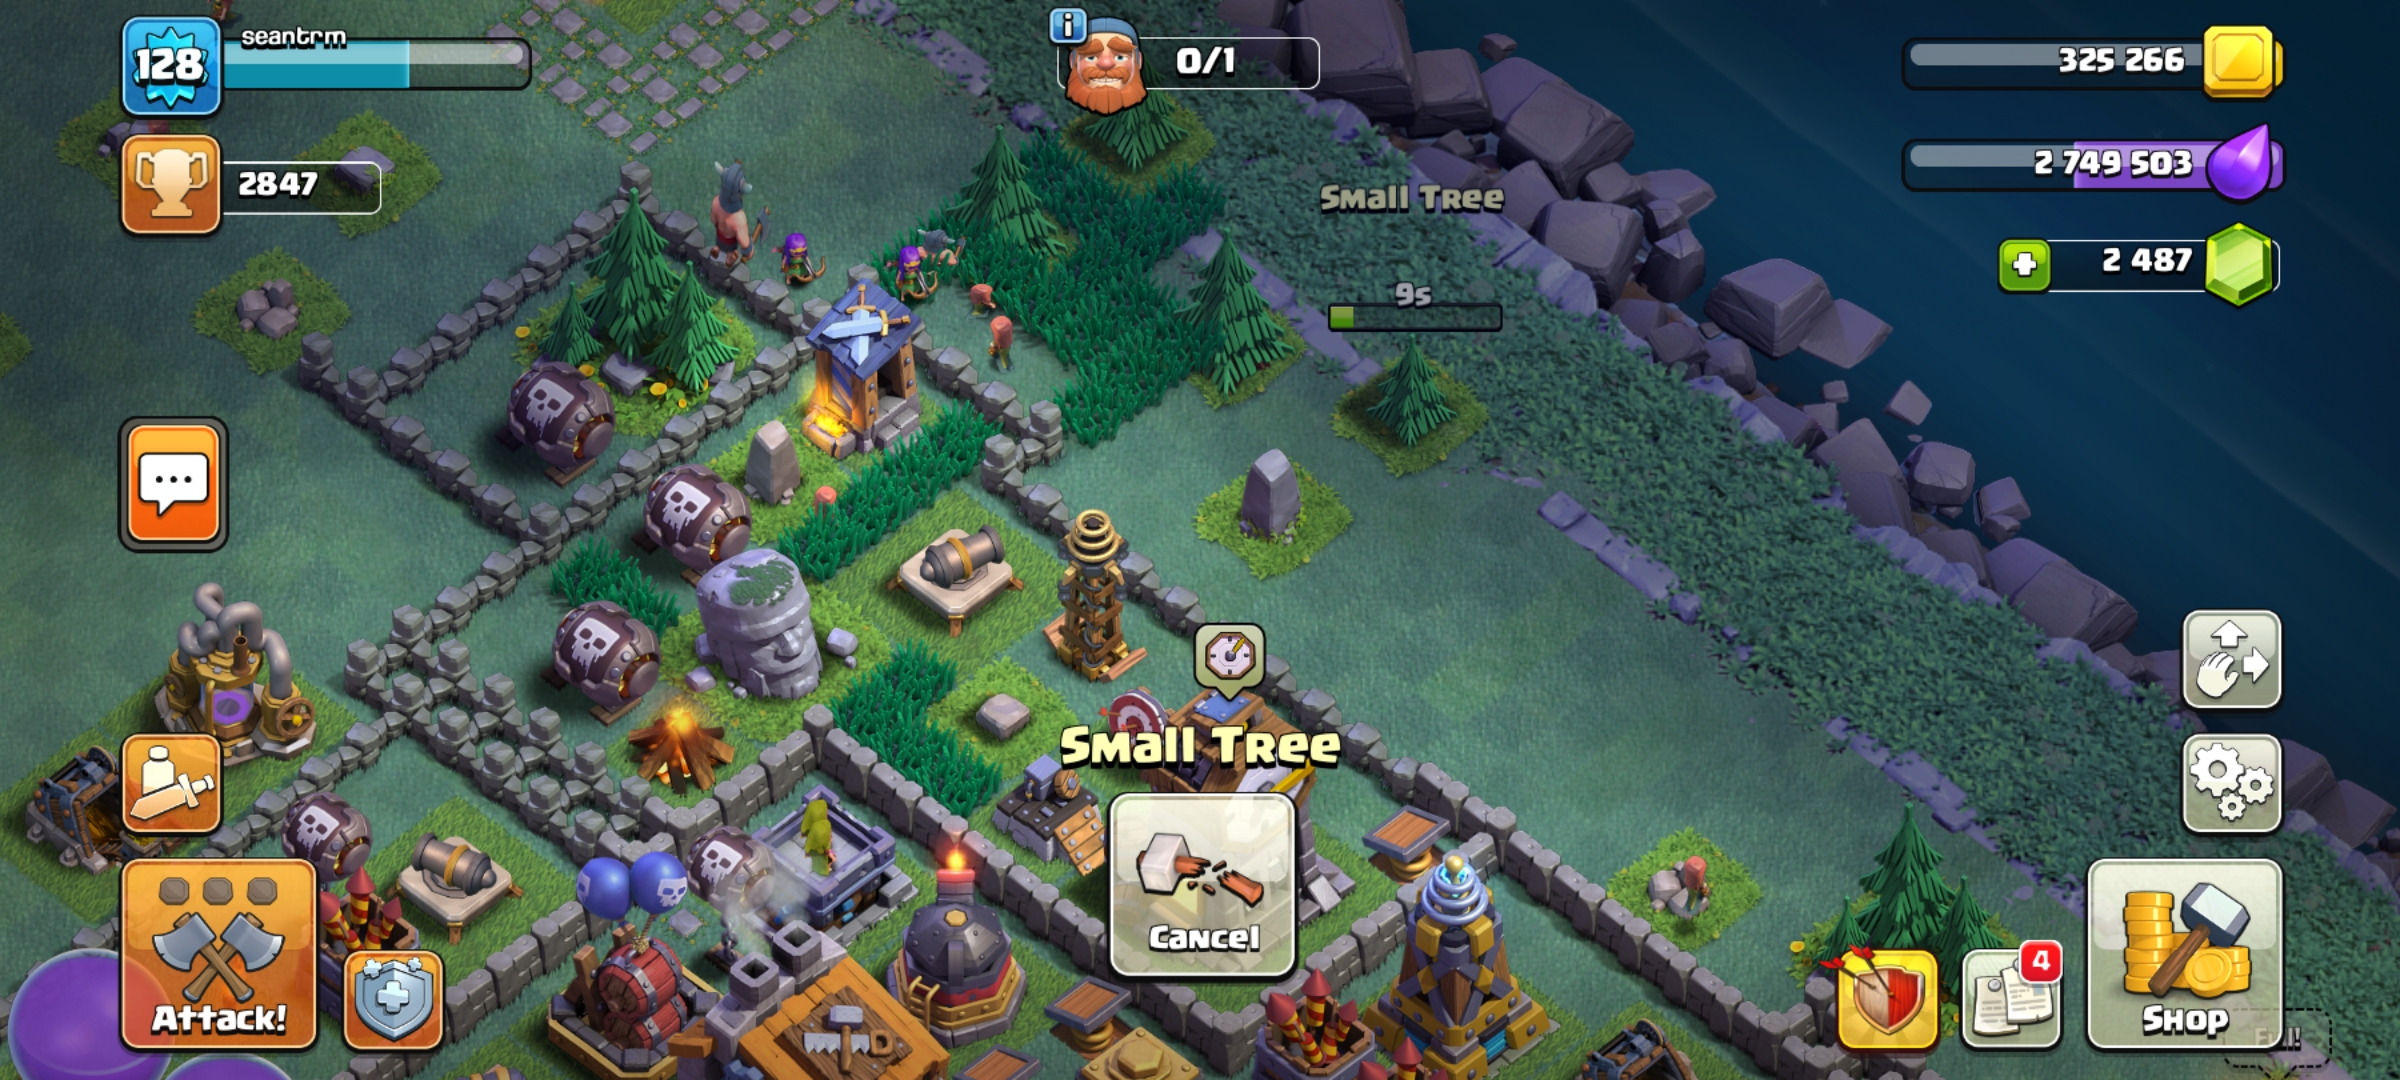 128
seantrm
0/1
325 266
2847
Small Tree
2 749 503
2 487
9s
Small Tree
Cancel
4
Attack!
Shop
Full!